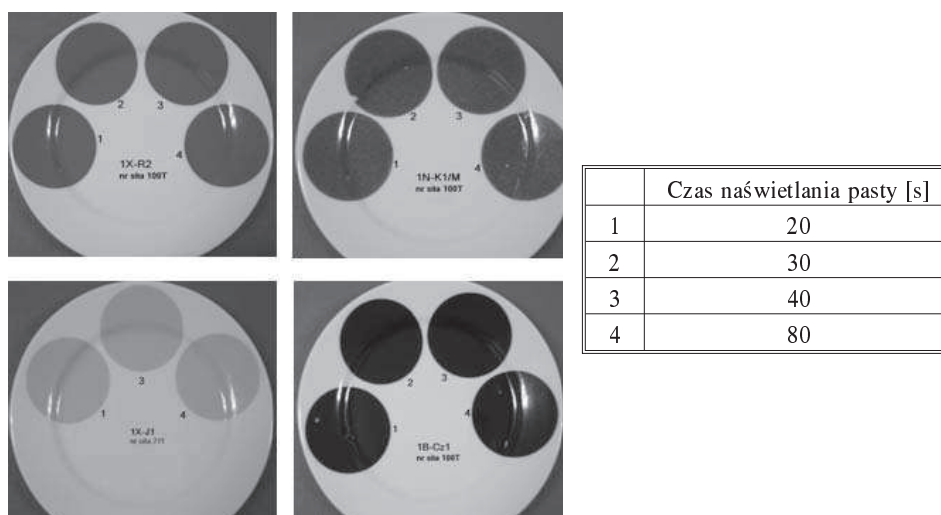 2 3
1 4
1X-R2
nr sita 100T
2 3
1 4
1N-K1/M
nr sita 100T
3
1 4
1X-J1
nr sita
2 3
1 4
1B-Cz1
nr sita 100T
Czas naświetlania pasty [s]
1 20
2 30
3 40
4 80